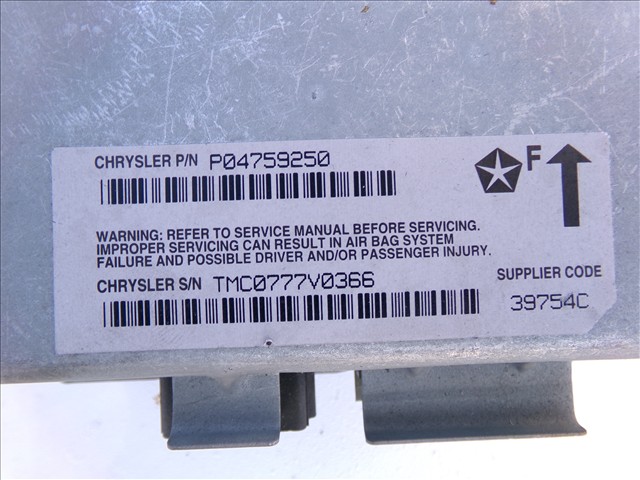 CHRYSLER P/N P04759250
F
WARNING: REFER TO SERVICE MANUAL BEFORE SERVICING.
IMPROPER SERVICING CAN RESULT IN AIR BAG SYSTEM
FAILURE AND POSSIBLE DRIVER AND/OR PASSENGER INJURY.
CHRYSLER S/N TMC0777V0366
SUPPLIER CODE
39754C